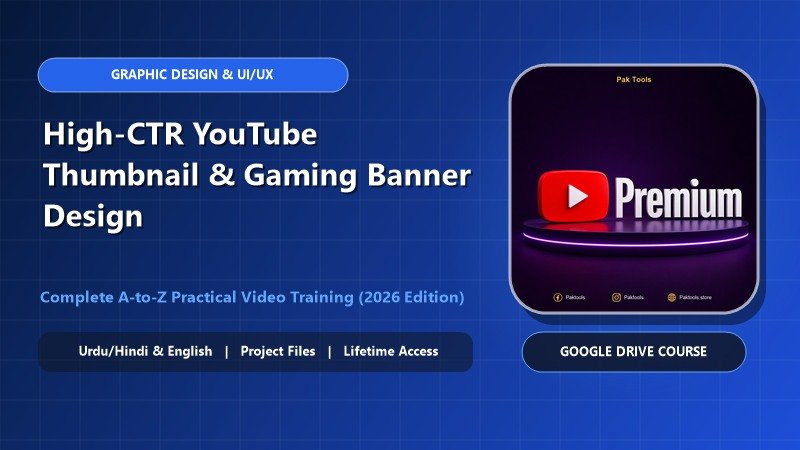 GRAPHIC DESIGN & UI/UX
High-CTR YouTube
Thumbnail & Gaming Banner
Design
Complete A-to-Z Practical Video Training (2026 Edition)
Urdu/Hindi & English | Project Files | Lifetime Access
Pak Tools
Premium
Paktools Paktools Paktools.store
GOOGLE DRIVE COURSE